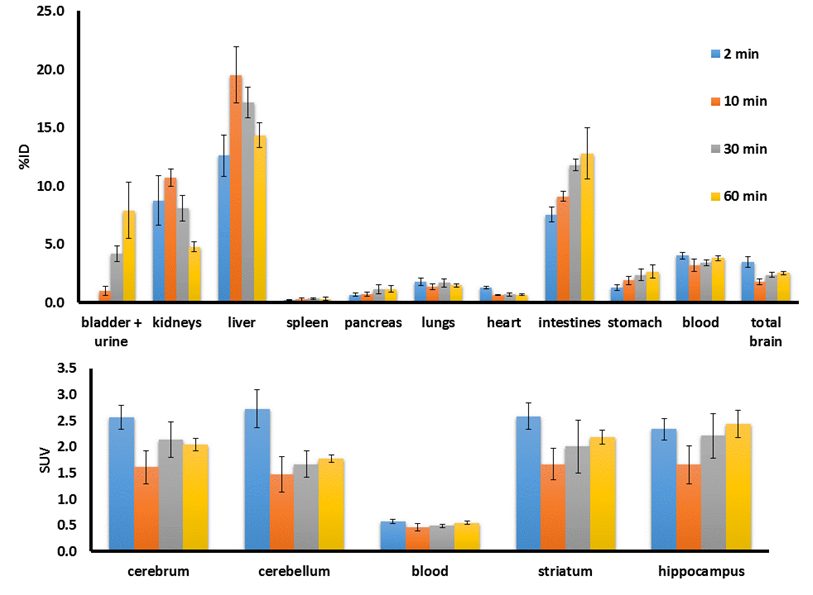 25.0
20.0
15.0
10.0
5.0
0.0
%ID
2 min
10 min
30 min
60 min
bladder + urine
kidneys
liver
spleen
pancreas
lungs
heart
intestines
stomach
blood
total brain
3.5
3.0
2.5
2.0
1.5
1.0
0.5
0.0
SUV
cerebrum
cerebellum
blood
striatum
hippocampus